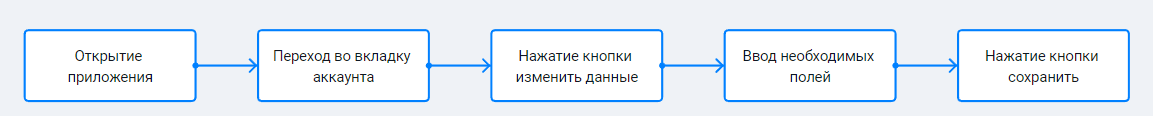 Открытие
приложения
Переход во вкладку
аккаунта
Нажатие кнопки
изменить данные
Ввод необходимых
полей
Нажатие кнопки
сохранить